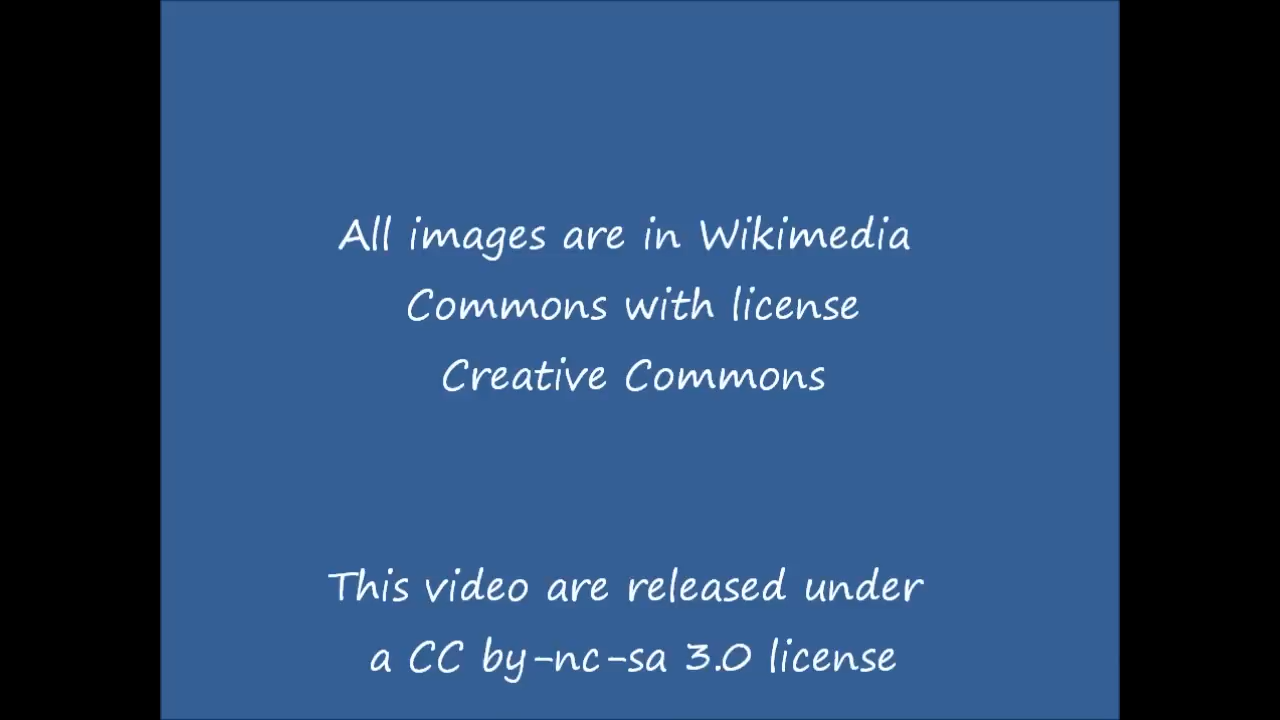 All images are in Wikimedia
Commons with license
Creative Commons
This video are released under
a CC by-nc-sa 3.0 license